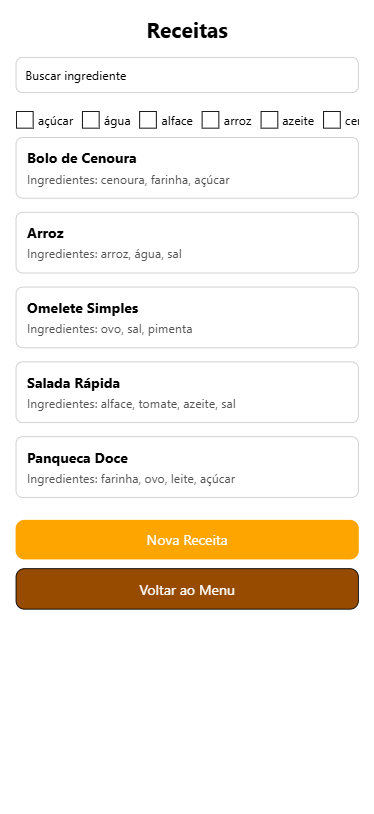 Receitas
Buscar ingrediente
açúcar água alface arroz azeite
Bolo de Cenoura
Ingredientes: cenoura, farinha, açúcar
Arroz
Ingredientes: arroz, água, sal
Omelete Simples
Ingredientes: ovo, sal, pimenta
Salada Rápida
Ingredientes: alface, tomate, azeite, sal
Panqueca Doce
Ingredientes: farinha, ovo, leite, açúcar
Nova Receita
Voltar ao Menu